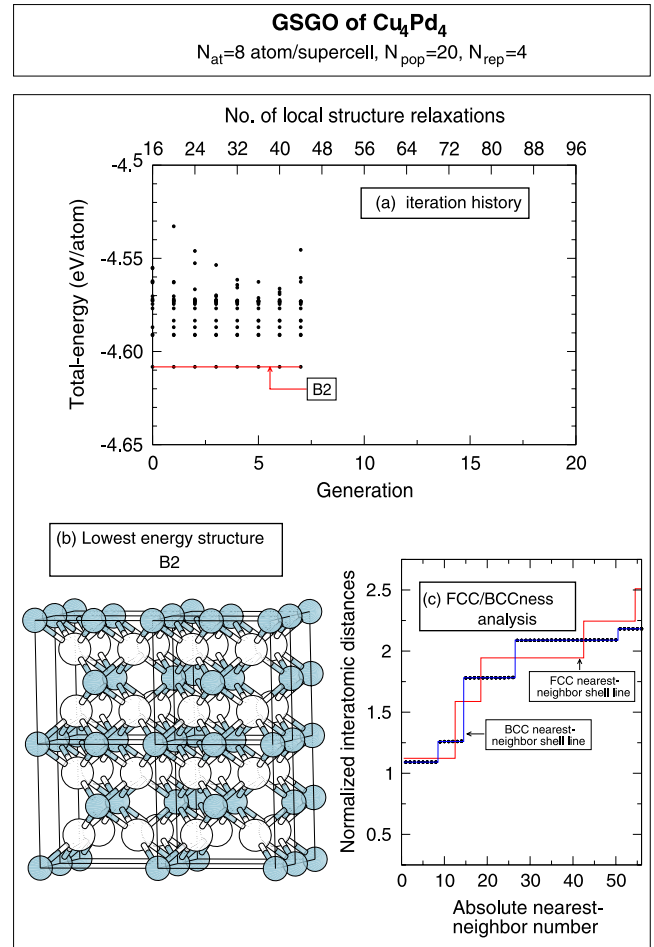 GSGO of Cu₄Pd₄
N_at=8 atom/supercell, N_pop=20, N_rep=4
No. of local structure relaxations
16 24 32 40 48 56 64 72 80 88 96
-4.5
(a) iteration history
-4.55
Total-energy (eV/atom)
-4.60
B2
-4.65
0 5 10 15 20
Generation
(b) Lowest energy structure
B2
(c) FCC/BCCness
analysis
2.5
2
1.5
1
0.5
Normalized interatomic distances
FCC nearest-
neighbor shell line
BCC nearest-
neighbor shell line
0 10 20 30 40 50
Absolute nearest-
neighbor number